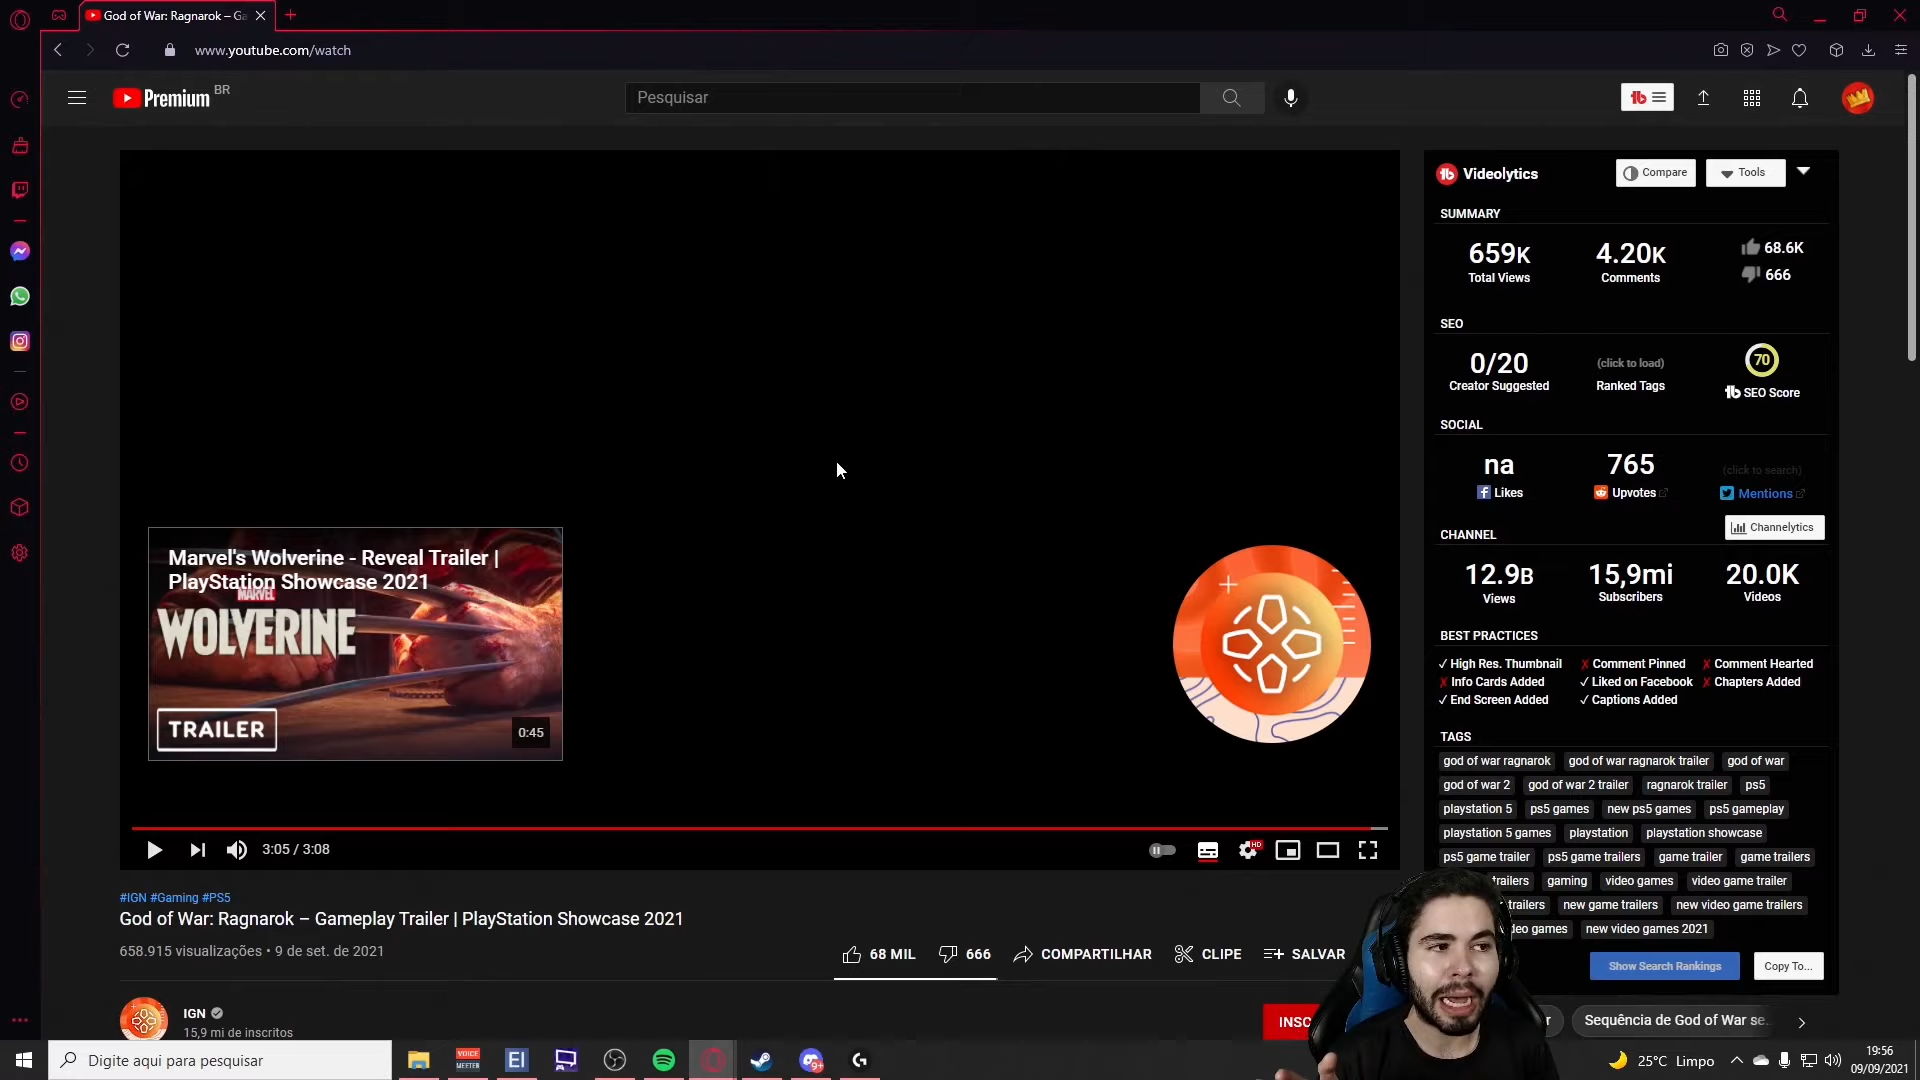 God of War: Ragnarok – Ga
www.youtube.com/watch
Premium BR
Pesquisar
Marvel's Wolverine - Reveal Trailer |
PlayStation Showcase 2021
MARVEL
WOLVERINE
TRAILER
0:45
3:05 / 3:08
HD
#IGN #Gaming #PS5
God of War: Ragnarok – Gameplay Trailer | PlayStation Showcase 2021
658.915 visualizações • 9 de set. de 2021
68 MIL 666 COMPARTILHAR CLIPE SALVAR
IGN
15,9 mi de inscritos
INSC
Videolytics Compare Tools
SUMMARY
659K 4.20K 68.6K
Total Views Comments 666
SEO
0/20 (click to load) 70
Creator Suggested Ranked Tags tb SEO Score
SOCIAL
na 765 (click to search)
Likes Upvotes Mentions
CHANNEL Channelytics
12.9B 15,9mi 20.0K
Views Subscribers Videos
BEST PRACTICES
✓ High Res. Thumbnail ✗ Comment Pinned ✗ Comment Hearted
✗ Info Cards Added ✓ Liked on Facebook ✗ Chapters Added
✓ End Screen Added ✓ Captions Added
TAGS
god of war ragnarok god of war ragnarok trailer god of war
god of war 2 god of war 2 trailer ragnarok trailer ps5
playstation 5 ps5 games new ps5 games ps5 gameplay
playstation 5 games playstation playstation showcase
ps5 game trailer ps5 game trailers game trailer game trailers
trailers gaming video games video game trailer
trailers new game trailers new video game trailers
deo games new video games 2021
Show Search Rankings Copy To...
r Sequência de God of War se...
Digite aqui para pesquisar
VOICE
MEETER
EI
9+
25°C Limpo
19:56
09/09/2021